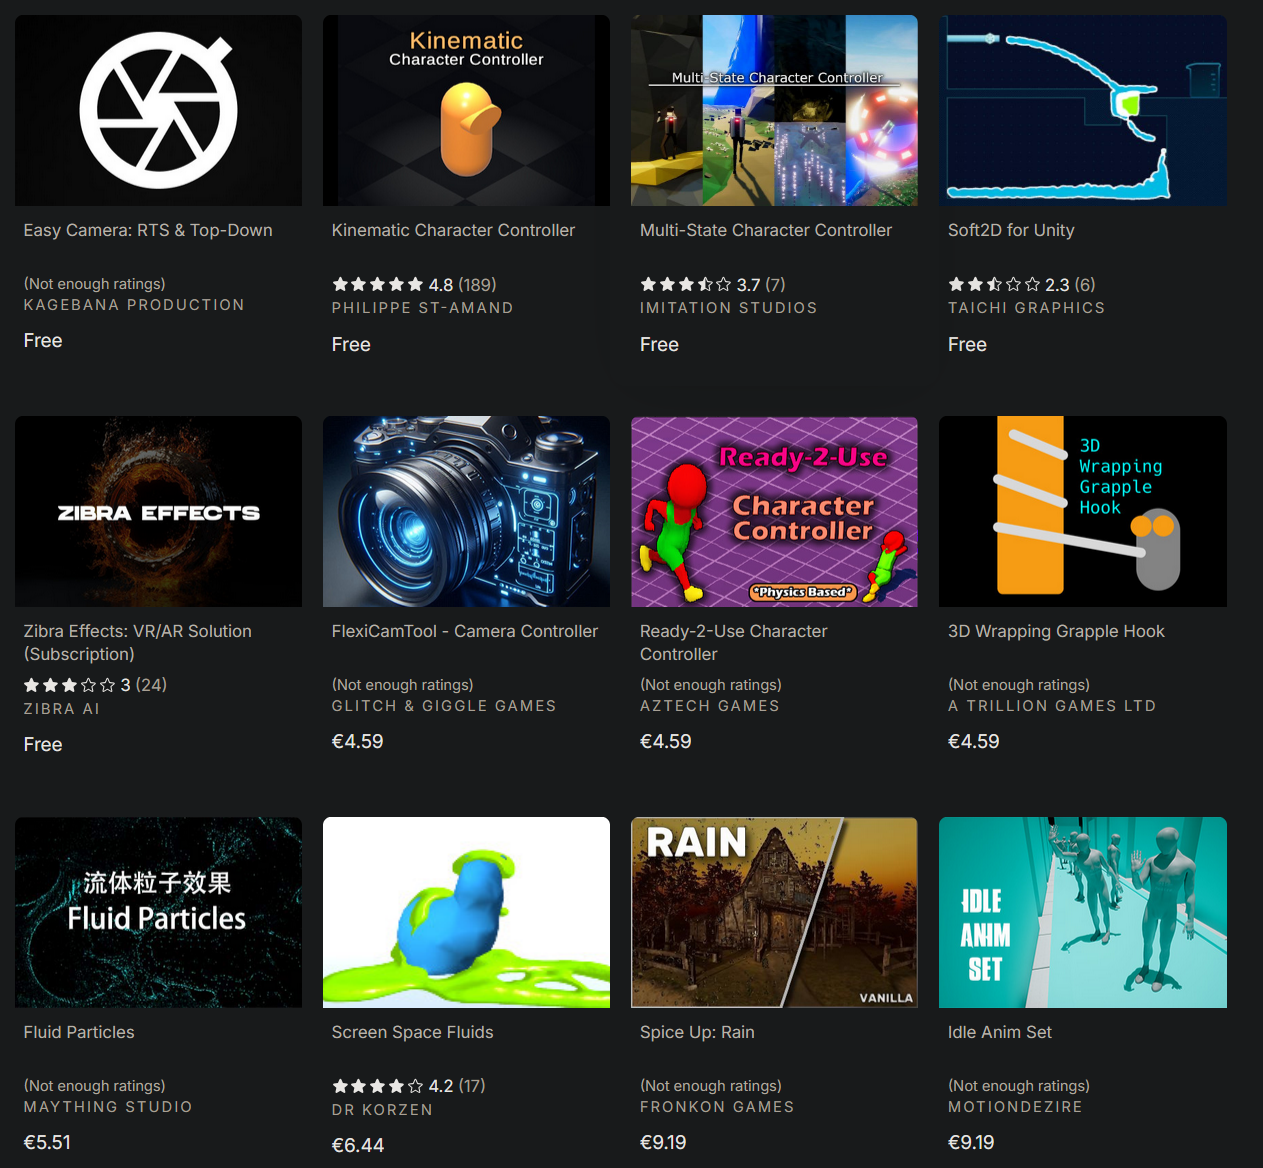 Kinematic
Character Controller
Multi-State Character Controller
Easy Camera: RTS & Top-Down
(Not enough ratings)
KAGEBANA PRODUCTION
Free
Kinematic Character Controller
4.8 (189)
PHILIPPE ST-AMAND
Free
Multi-State Character Controller
3.7 (7)
IMITATION STUDIOS
Free
Soft2D for Unity
2.3 (6)
TAICHI GRAPHICS
Free
ZIBRA EFFECTS
Ready-2-Use
Character
Controller
*Physics Based*
3D
Wrapping
Grapple
Hook
Zibra Effects: VR/AR Solution
(Subscription)
3 (24)
ZIBRA AI
Free
FlexiCamTool - Camera Controller
(Not enough ratings)
GLITCH & GIGGLE GAMES
€4.59
Ready-2-Use Character
Controller
(Not enough ratings)
AZTECH GAMES
€4.59
3D Wrapping Grapple Hook
(Not enough ratings)
A TRILLION GAMES LTD
€4.59
流体粒子效果
Fluid Particles
RAIN
VANILLA
IDLE
ANIM
SET
Fluid Particles
(Not enough ratings)
MAYTHING STUDIO
€5.51
Screen Space Fluids
4.2 (17)
DR KORZEN
€6.44
Spice Up: Rain
(Not enough ratings)
FRONKON GAMES
€9.19
Idle Anim Set
(Not enough ratings)
MOTIONDEZIRE
€9.19